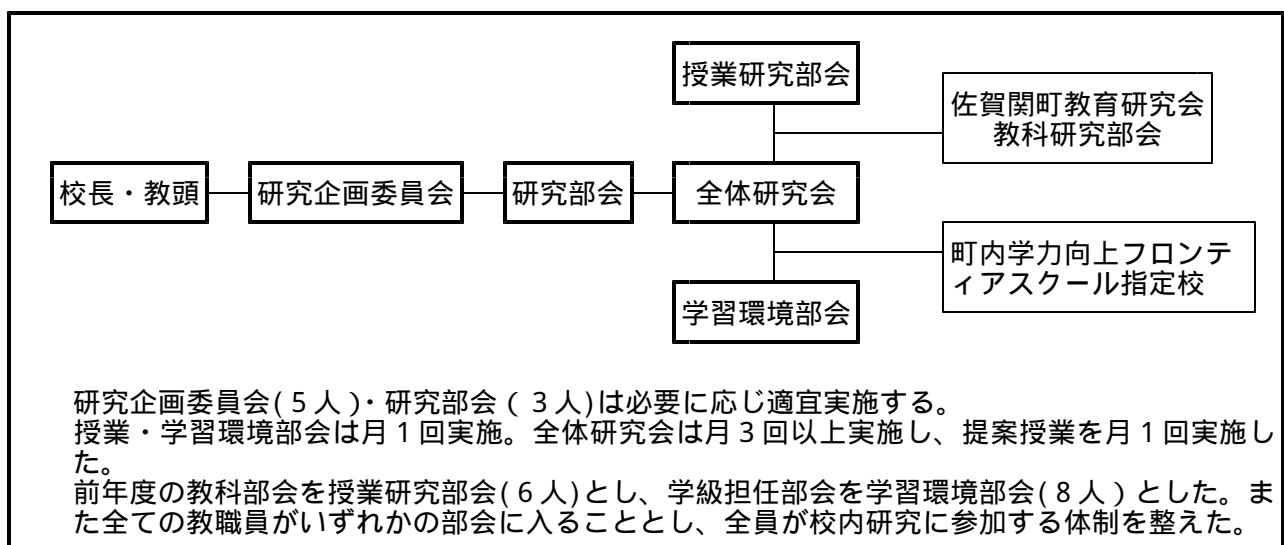 授業研究部会
佐賀関町教育研究会
教科研究部会
校長・教頭
研究企画委員会
研究部会
全体研究会
町内学力向上フロンテ
ィアスクール指定校
学習環境部会
研究企画委員会(5人)・研究部会(3人)は必要に応じ適宜実施する。
授業・学習環境部会は月1回実施。全体研究会は月3回以上実施し、提案授業を月1回実施し
た。
前年度の教科部会を授業研究部会(6人)とし、学級担任部会を学習環境部会(8人)とした。ま
た全ての教職員がいずれかの部会に入ることとし、全員が校内研究に参加する体制を整えた。